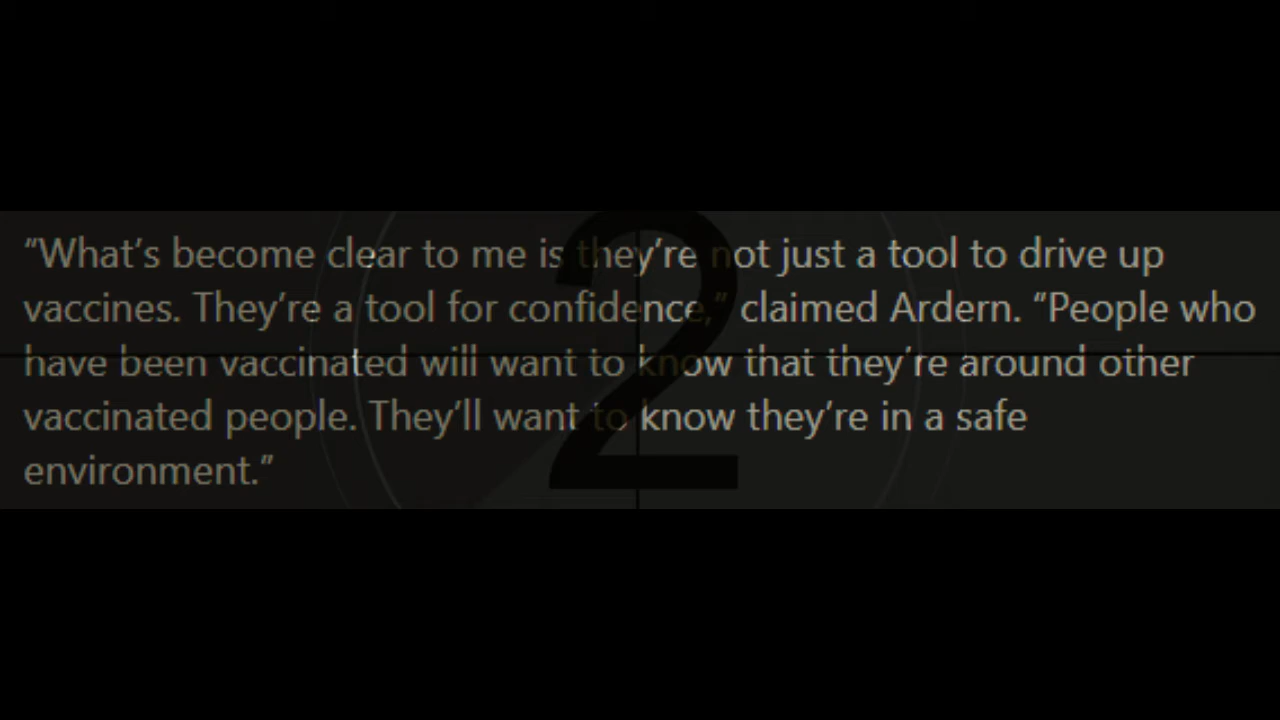 “What’s become clear to me is they’re not just a tool to drive up
vaccines. They’re a tool for confidence,” claimed Ardern. “People who
have been vaccinated will want to know that they’re around other
vaccinated people. They’ll want to know they’re in a safe
environment.”
2